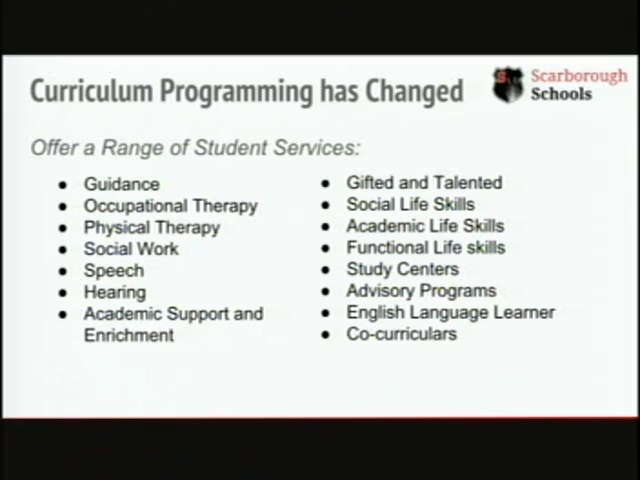 Curriculum Programming has Changed
Scarborough
Schools
Offer a Range of Student Services:
● Guidance
● Occupational Therapy
● Physical Therapy
● Social Work
● Speech
● Hearing
● Academic Support and
Enrichment
● Gifted and Talented
● Social Life Skills
● Academic Life Skills
● Functional Life skills
● Study Centers
● Advisory Programs
● English Language Learner
● Co-curriculars